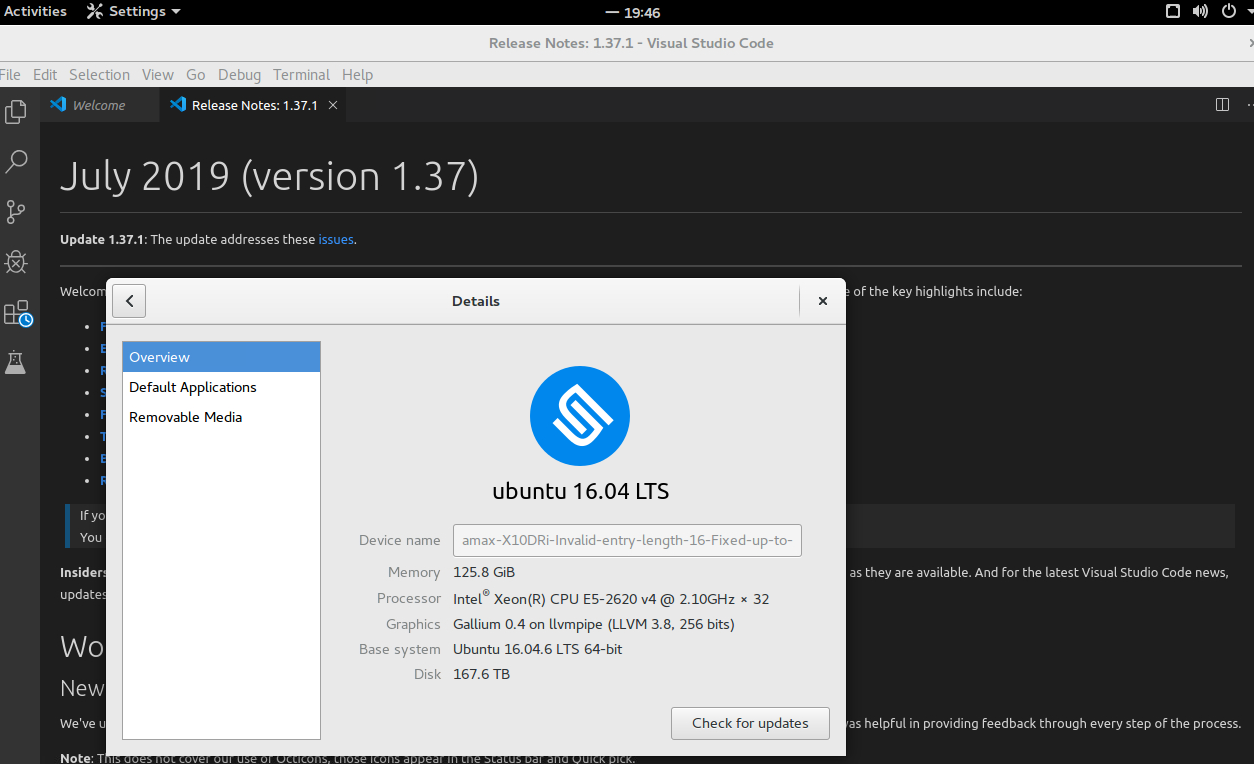 Activities Settings 19:46
Release Notes: 1.37.1 - Visual Studio Code
File Edit Selection View Go Debug Terminal Help
Welcome Release Notes: 1.37.1
July 2019 (version 1.37)
Update 1.37.1: The update addresses these issues.
Welcom e of the key highlights include:
Details
F
E
R
S
F
T
E
R
If yo
You
Insiders as they are available. And for the latest Visual Studio Code news,
updates
Wo
New
We've u was helpful in providing feedback through every step of the process.
Note: This does not cover our use of Octicons, those icons appear in the Status bar and Quick pick.
Overview
Default Applications
Removable Media
ubuntu 16.04 LTS
Device name amax-X10DRi-Invalid-entry-length-16-Fixed-up-to-
Memory 125.8 GiB
Processor Intel® Xeon(R) CPU E5-2620 v4 @ 2.10GHz × 32
Graphics Gallium 0.4 on llvmpipe (LLVM 3.8, 256 bits)
Base system Ubuntu 16.04.6 LTS 64-bit
Disk 167.6 TB
Check for updates